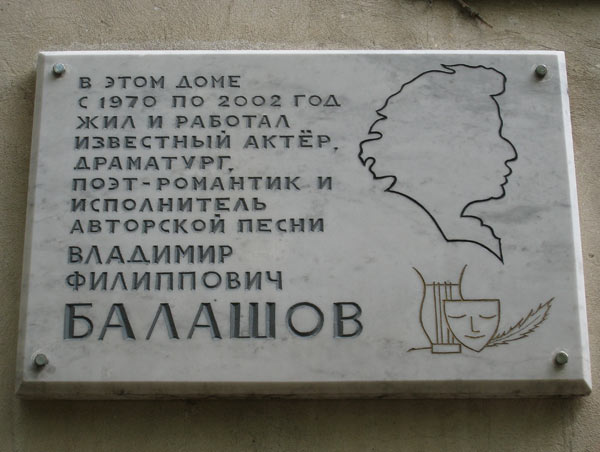 В ЭТОМ ДОМЕ
С 1970 ПО 2002 ГОД
ЖИЛ И РАБОТАЛ
ИЗВЕСТНЫЙ АКТЁР,
ДРАМАТУРГ,
ПОЭТ-РОМАНТИК И
ИСПОЛНИТЕЛЬ
АВТОРСКОЙ ПЕСНИ
ВЛАДИМИР
ФИЛИППОВИЧ
БАЛАШОВ